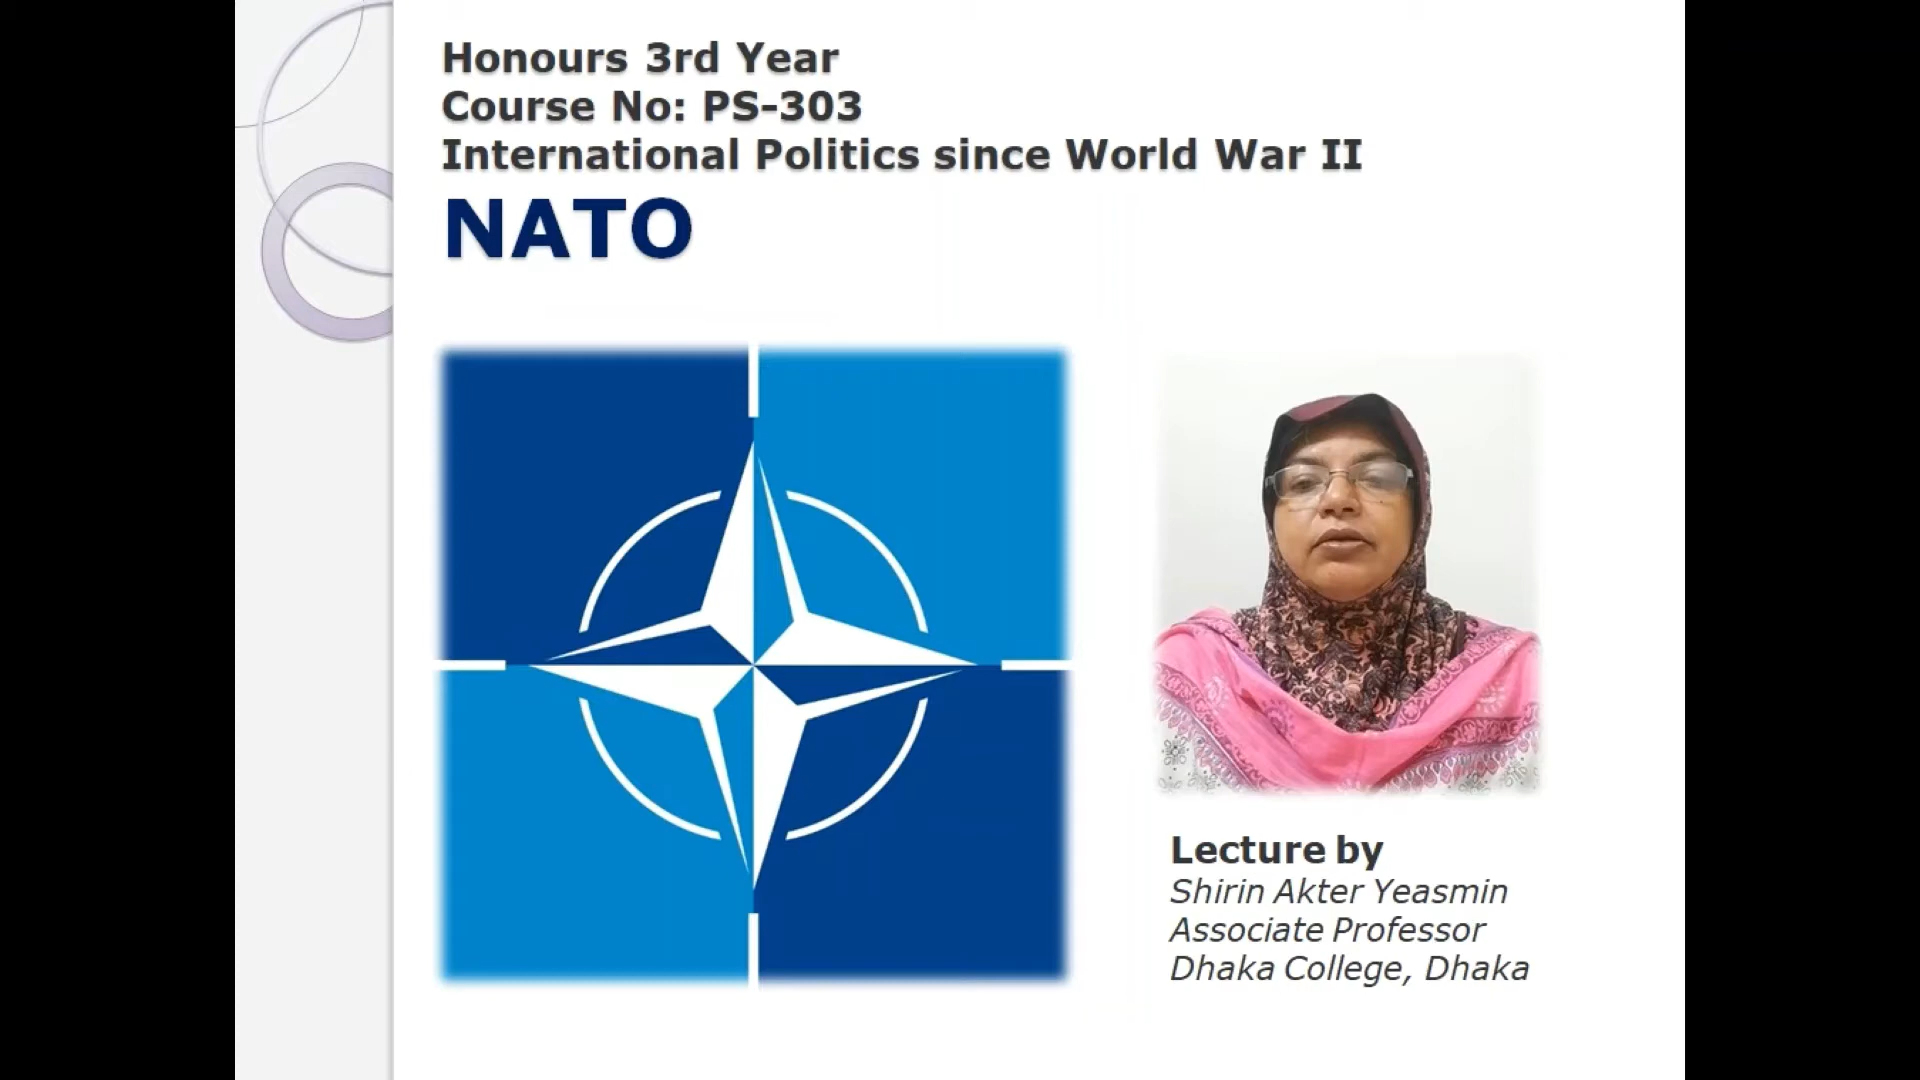 Honours 3rd Year
Course No: PS-303
International Politics since World War II
NATO
Lecture by
Shirin Akter Yeasmin
Associate Professor
Dhaka College, Dhaka